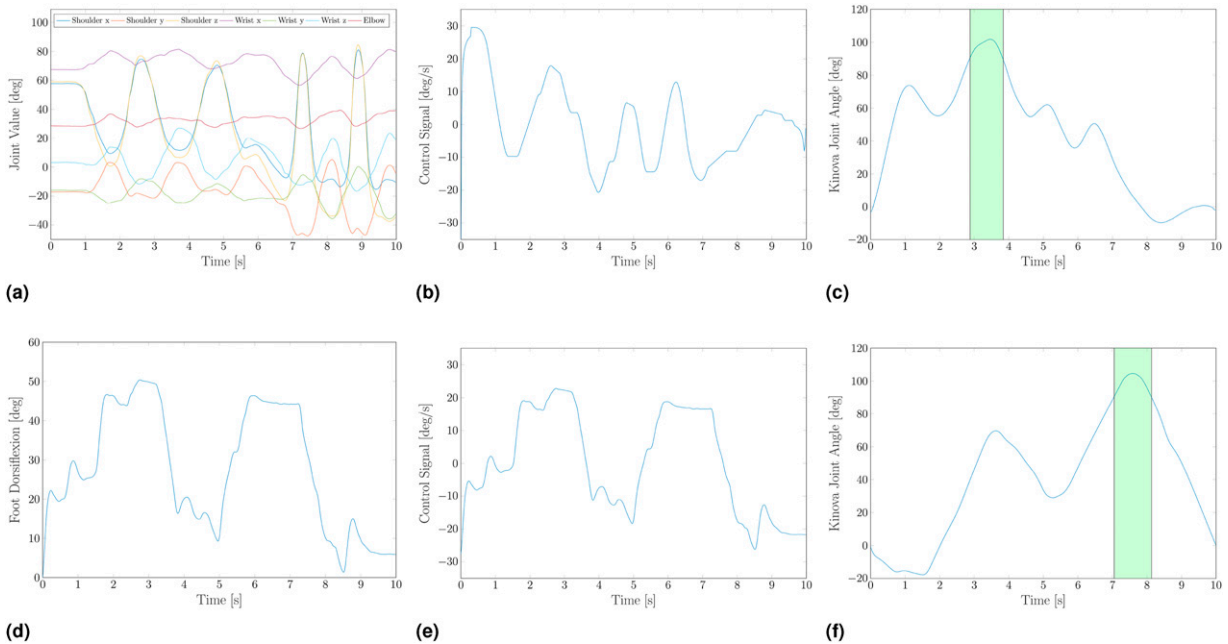 Shoulder x Shoulder y Shoulder z Wrist x Wrist y Wrist z Elbow
100
80
60
40
20
0
−20
−40
Joint Value [deg]
0 1 2 3 4 5 6 7 8 9 10
Time [s]
(a)
30
20
10
0
−10
−20
−30
Control Signal [deg/s]
0 1 2 3 4 5 6 7 8 9 10
Time [s]
(b)
120
100
80
60
40
20
0
−20
Kinova Joint Angle [deg]
0 1 2 3 4 5 6 7 8 9 10
Time [s]
(c)
60
50
40
30
20
10
0
Foot Dorsiflexion [deg]
0 1 2 3 4 5 6 7 8 9 10
Time [s]
(d)
30
20
10
0
−10
−20
−30
Control Signal [deg/s]
0 1 2 3 4 5 6 7 8 9 10
Time [s]
(e)
120
100
80
60
40
20
0
−20
Kinova Joint Angle [deg]
0 1 2 3 4 5 6 7 8 9 10
Time [s]
(f)